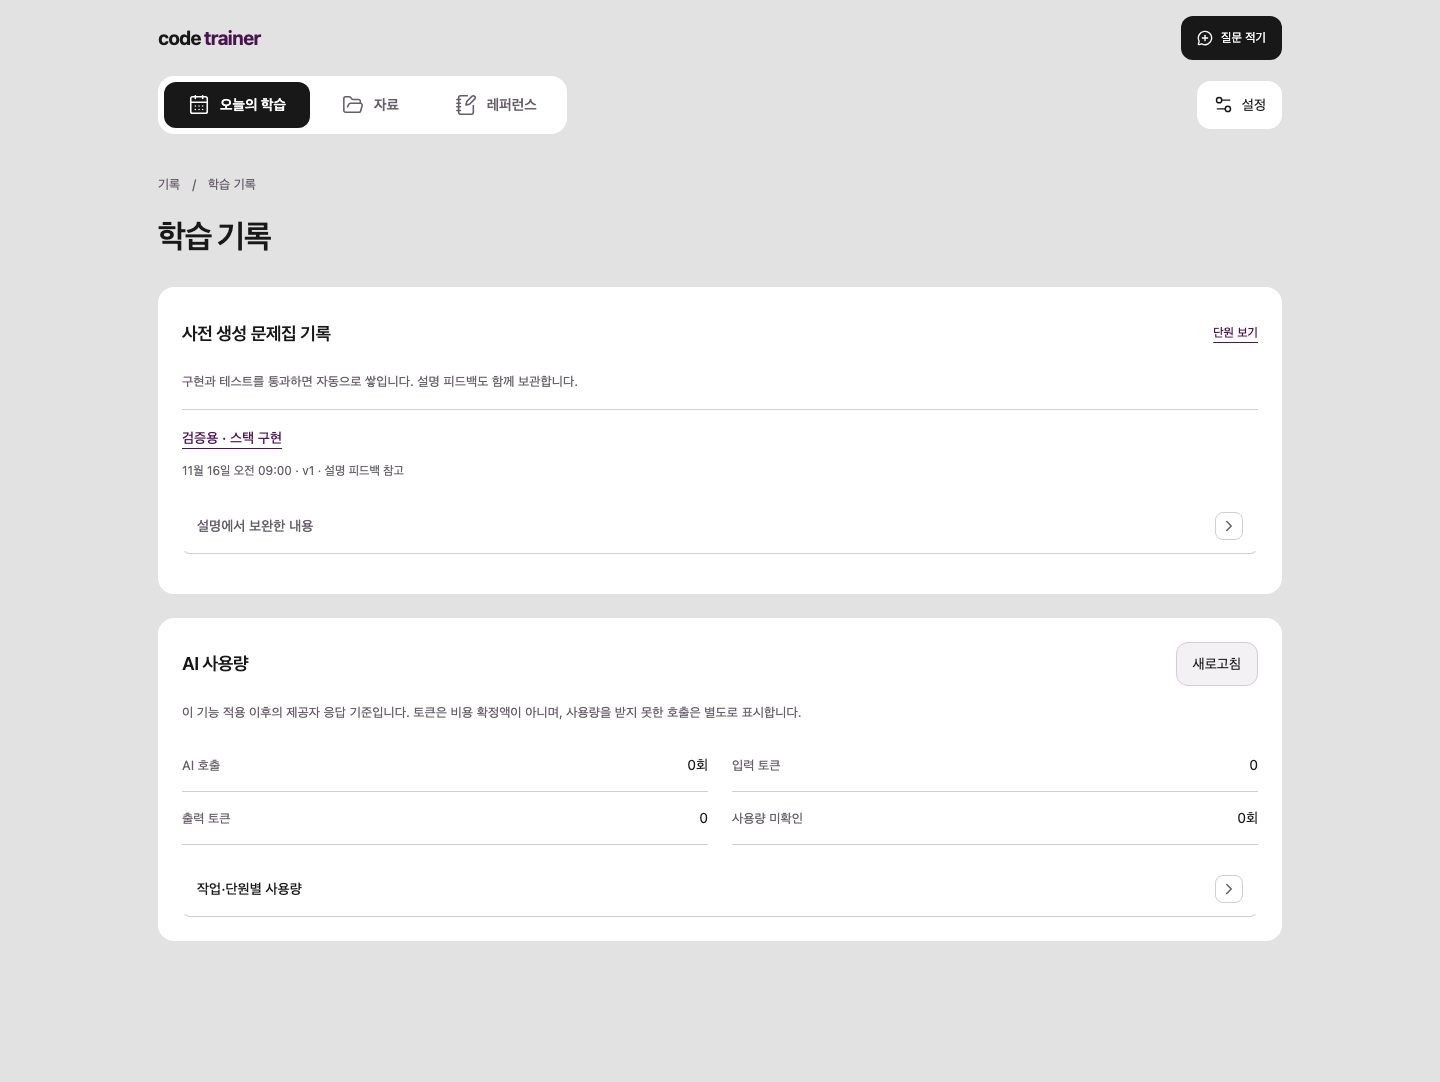 code trainer
질문 적기
오늘의 학습
자료
레퍼런스
설정
기록 / 학습 기록
학습 기록
사전 생성 문제집 기록
단원 보기
구현과 테스트를 통과하면 자동으로 쌓입니다. 설명 피드백도 함께 보관합니다.
검증용 · 스택 구현
11월 16일 오전 09:00 · v1 · 설명 피드백 참고
설명에서 보완한 내용
AI 사용량
새로고침
이 기능 적용 이후의 제공자 응답 기준입니다. 토큰은 비용 확정액이 아니며, 사용량을 받지 못한 호출은 별도로 표시합니다.
AI 호출 0회
입력 토큰 0
출력 토큰 0
사용량 미확인 0회
작업·단원별 사용량